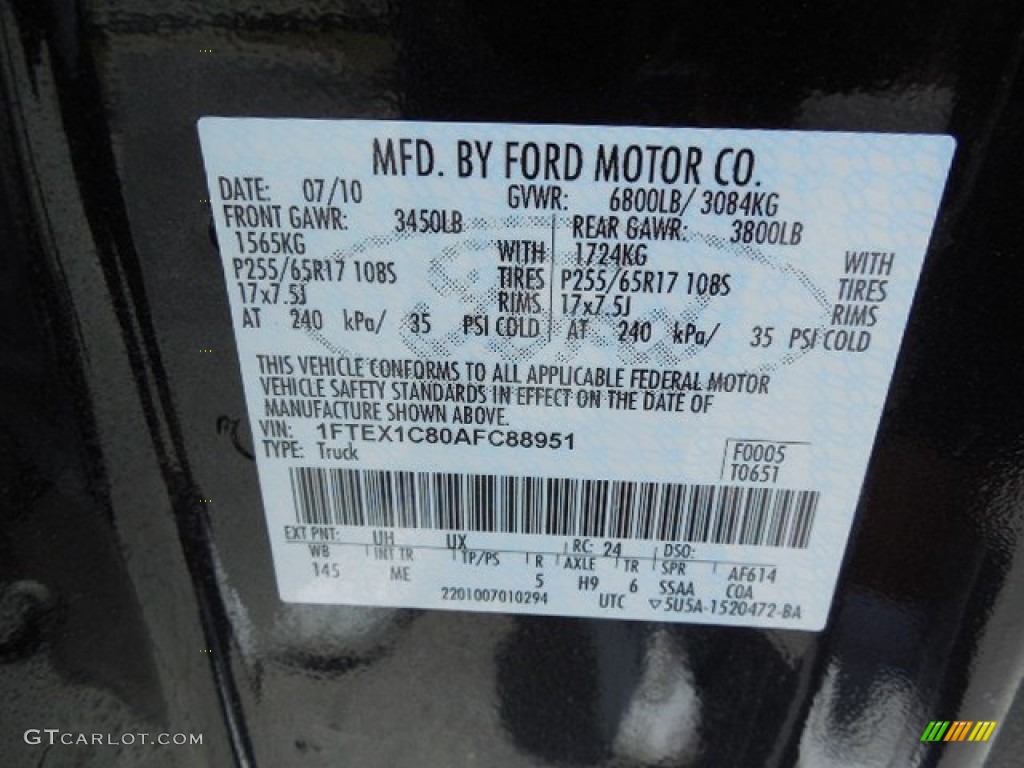 MFD. BY FORD MOTOR CO.
DATE: 07/10 GVWR: 6800LB/ 3084KG
FRONT GAWR: 3450LB REAR GAWR: 3800LB
1565KG WITH 1724KG WITH
P255/65R17 108S TIRES P255/65R17 108S TIRES
17x7.5J RIMS 17x7.5J RIMS
AT 240 kPa/ 35 PSI COLD AT 240 kPa/ 35 PSI COLD
THIS VEHICLE CONFORMS TO ALL APPLICABLE FEDERAL MOTOR
VEHICLE SAFETY STANDARDS IN EFFECT ON THE DATE OF
MANUFACTURE SHOWN ABOVE.
VIN: 1FTEX1C80AFC88951
TYPE: Truck
F0005
T0651
EXT PNT: UH UX RC: 24 DSO:
WB INT TR TP/PS R AXLE TR SPR AF614
145 ME 5 H9 6 SSAA COA
2201007010294 UTC ▽5U5A-1520472-BA
GTCARLOT.COM